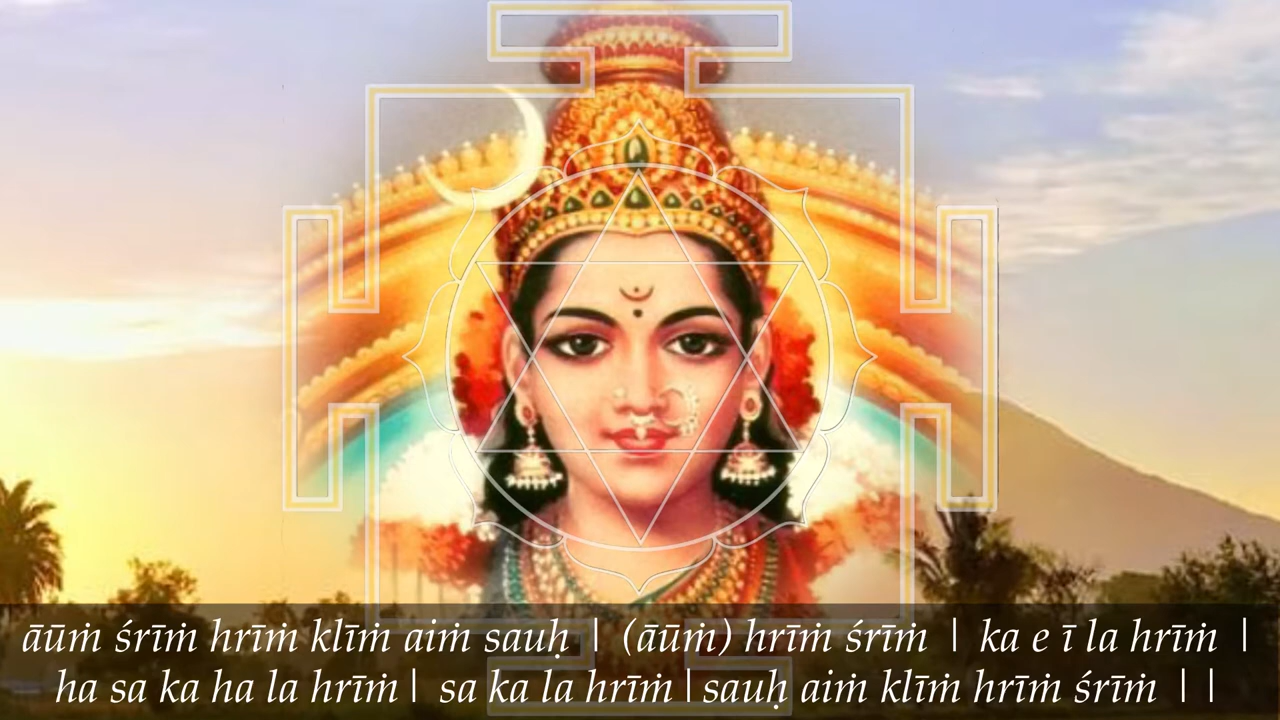 āūṁ śrīṁ hrīṁ klīṁ aiṁ sauḥ | (āūṁ) hrīṁ śrīṁ | ka e ī la hrīṁ |
ha sa ka ha la hrīṁ| sa ka la hrīṁ|sauḥ aiṁ klīṁ hrīṁ śrīṁ | |